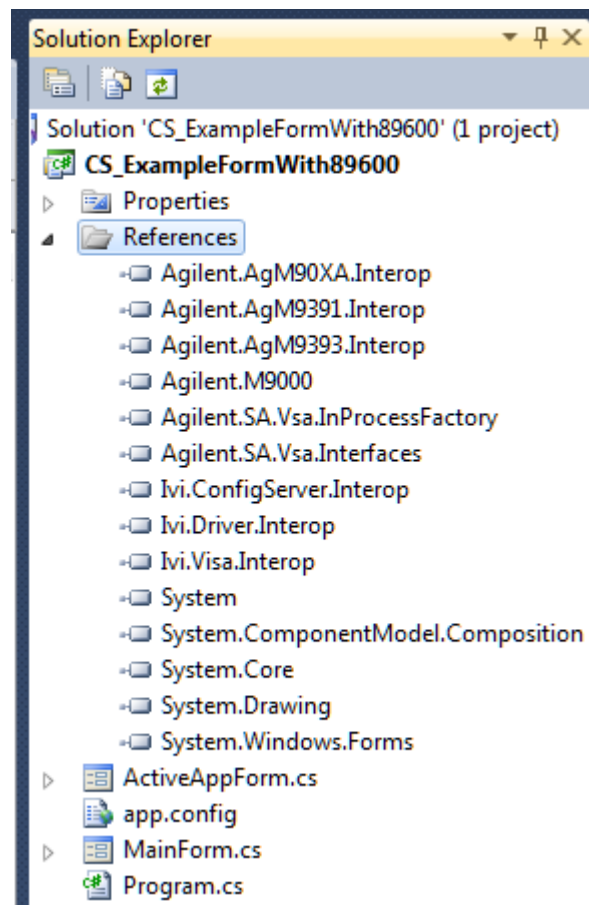 Solution Explorer
Solution 'CS_ExampleFormWith89600' (1 project)
CS_ExampleFormWith89600
Properties
References
Agilent.AgM90XA.Interop
Agilent.AgM9391.Interop
Agilent.AgM9393.Interop
Agilent.M9000
Agilent.SA.Vsa.InProcessFactory
Agilent.SA.Vsa.Interfaces
Ivi.ConfigServer.Interop
Ivi.Driver.Interop
Ivi.Visa.Interop
System
System.ComponentModel.Composition
System.Core
System.Drawing
System.Windows.Forms
ActiveAppForm.cs
app.config
MainForm.cs
Program.cs